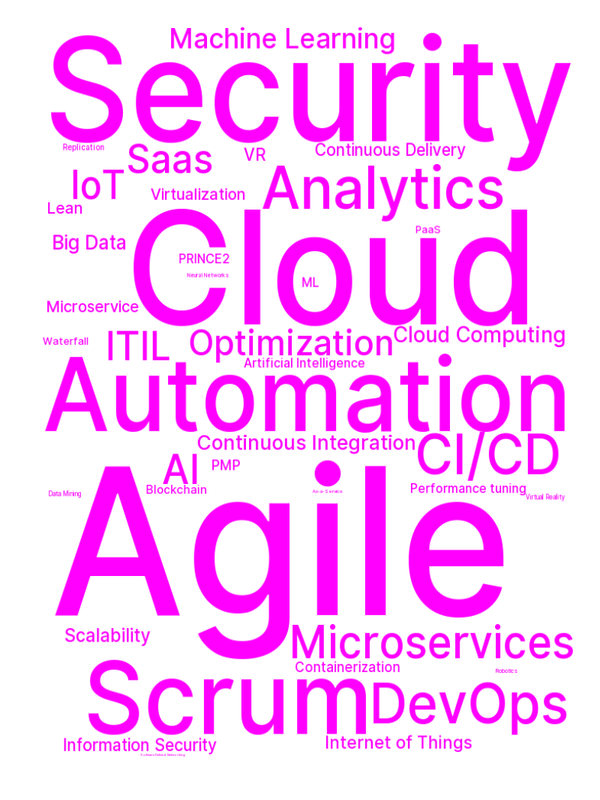 Machine Learning
Security
Replication
Saas
VR
Continuous Delivery
IoT
Virtualization
Analytics
Lean
Cloud
PaaS
Big Data
PRINCE2
Neural Networks
ML
Microservice
Waterfall
ITIL
Optimization
Cloud Computing
Artificial Intelligence
Automation
Continuous Integration
CI/CD
AI
PMP
Blockchain
Performance tuning
Data Mining
Virtual Reality
Agile
Scalability
Microservices
Containerization
Robotics
Scrum
DevOps
Information Security
Internet of Things